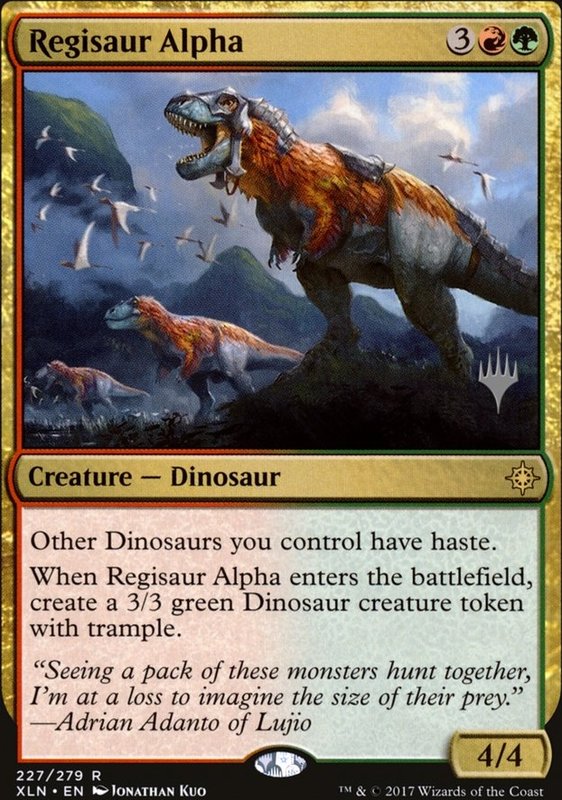 Regisaur Alpha 3
Creature — Dinosaur
Other Dinosaurs you control have haste.
When Regisaur Alpha enters the battlefield,
create a 3/3 green Dinosaur creature token
with trample.
“Seeing a pack of these monsters hunt together,
I’m at a loss to imagine the size of their prey.”
—Adrian Adanto of Lujio
4/4
227/279 R
XLN • EN Jonathan Kuo
™ & © 2017 Wizards of the Coast